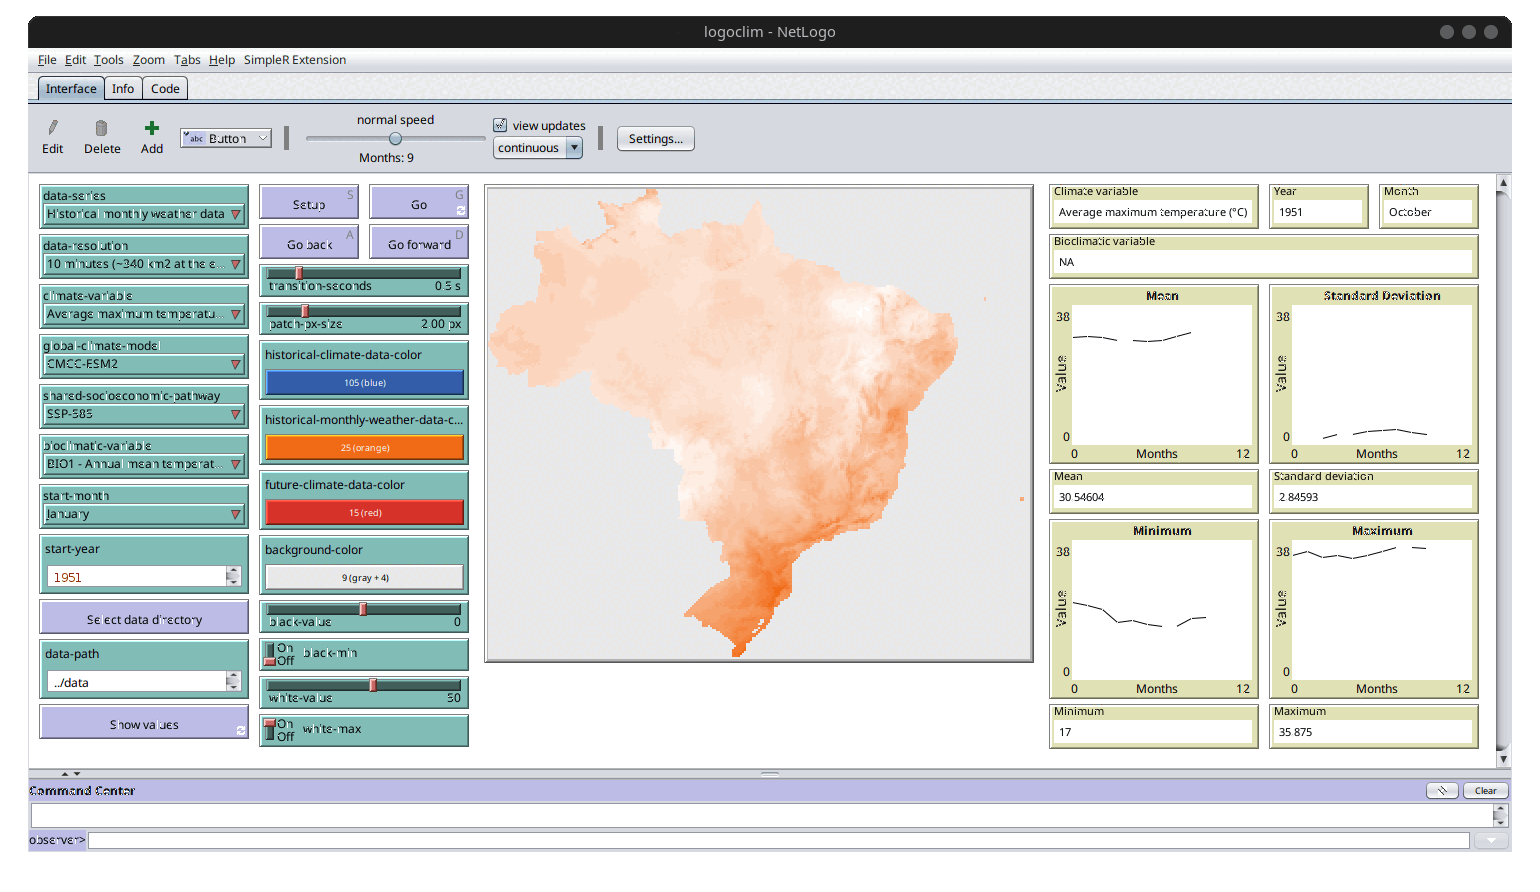 logoclim - NetLogo
File Edit Tools Zoom Tabs Help SimpleR Extension
Interface Info Code
Edit Delete Add
abc Button
normal speed
Months: 9
view updates
continuous
Settings...
data-series
Historical monthly weather data
data-resolution
10 minutes (~340 km2 at the e...
climate-variable
Average maximum temperatu...
global-climate-model
CMCC-ESM2
shared-socioeconomic-pathway
SSP-585
bioclimatic-variable
BIO1 - Annual mean temperat...
start-month
January
start-year
1951
Select data directory
data-path
../data
Show values
Setup S
Go G
Go back A
Go forward D
transition-seconds 0.5 s
patch-px-size 2.00 px
historical-climate-data-color
105 (blue)
historical-monthly-weather-data-c...
25 (orange)
future-climate-data-color
15 (red)
background-color
9 (gray + 4)
black-value 0
On
Off
black-min
white-value 50
On
Off
white-max
Climate variable
Average maximum temperature (°C)
Year
1951
Month
October
Bioclimatic variable
NA
Mean
38
Value
0
0 Months 12
Standard Deviation
38
Value
0
0 Months 12
Mean
30.54604
Standard deviation
2.84593
Minimum
38
Value
0
0 Months 12
Maximum
38
Value
0
0 Months 12
Minimum
17
Maximum
35.875
Command Center
Clear
observer>